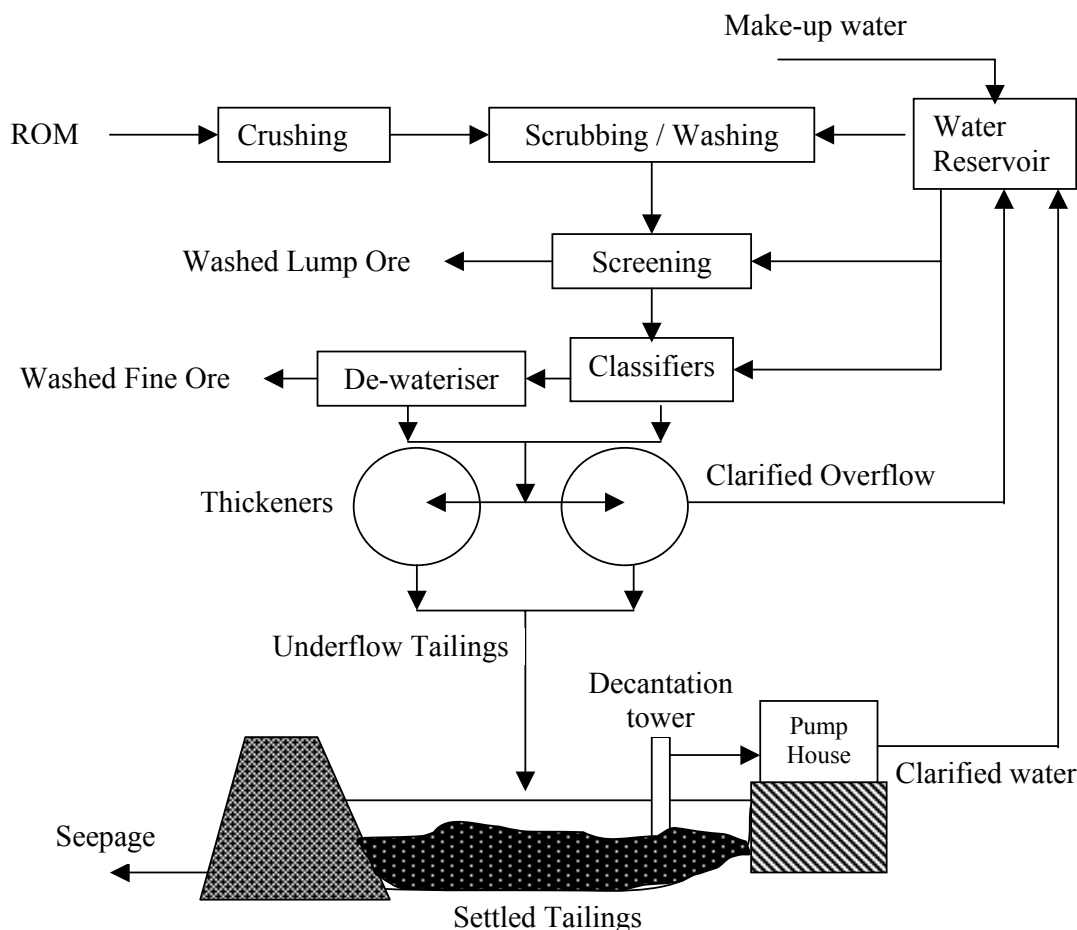 Make-up water
ROM
Crushing
Scrubbing / Washing
Water
Reservoir
Washed Lump Ore
Screening
Washed Fine Ore
De-wateriser
Classifiers
Thickeners
Clarified Overflow
Underflow Tailings
Decantation
tower
Pump
House
Clarified water
Seepage
Settled Tailings